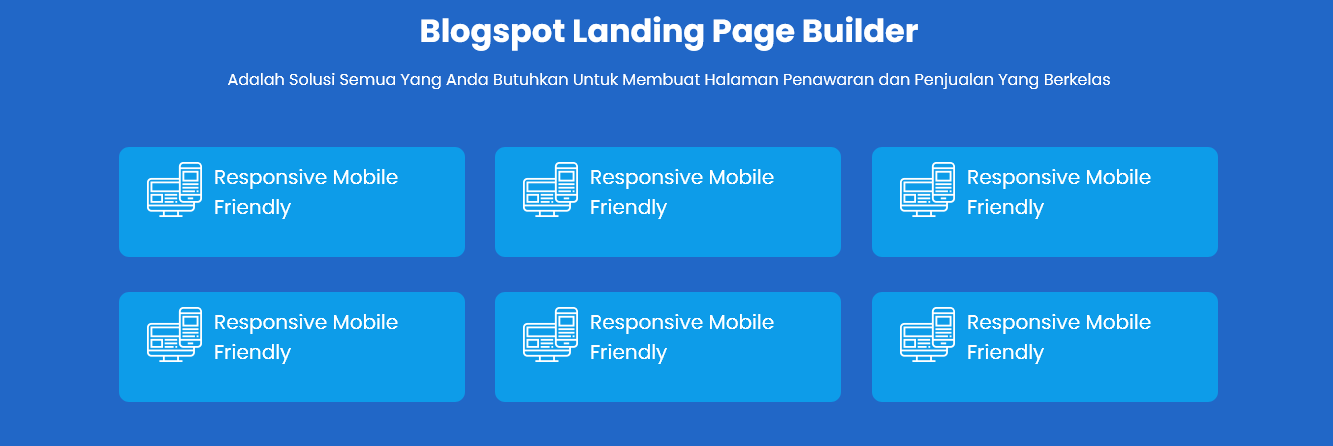 Blogspot Landing Page Builder
Adalah Solusi Semua Yang Anda Butuhkan Untuk Membuat Halaman Penawaran dan Penjualan Yang Berkelas
Responsive Mobile
Friendly
Responsive Mobile
Friendly
Responsive Mobile
Friendly
Responsive Mobile
Friendly
Responsive Mobile
Friendly
Responsive Mobile
Friendly